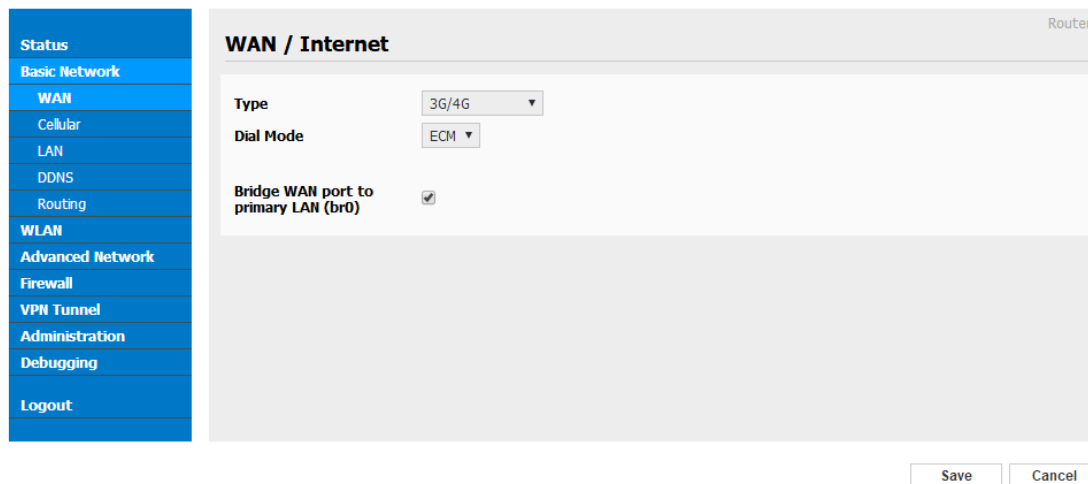 Router
WAN / Internet
Status
Basic Network
WAN
Cellular
LAN
DDNS
Routing
WLAN
Advanced Network
Firewall
VPN Tunnel
Administration
Debugging
Logout
Type
3G/4G
Dial Mode
ECM
Bridge WAN port to
primary LAN (br0)
Save
Cancel